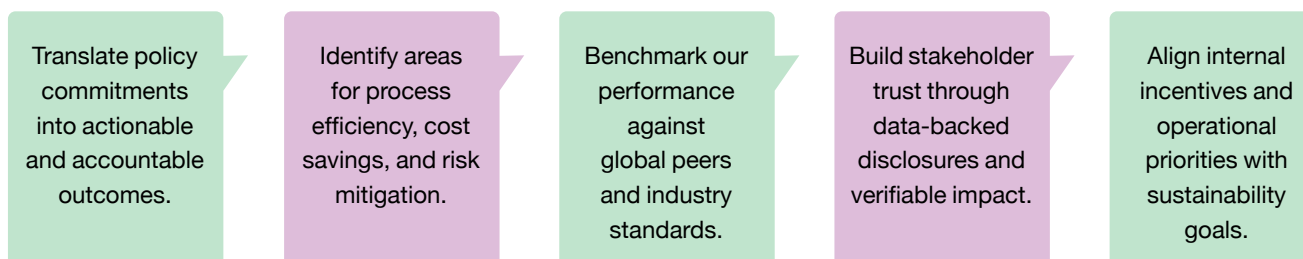 Translate policy
commitments
into actionable
and accountable
outcomes.
Identify areas
for process
efficiency, cost
savings, and risk
mitigation.
Benchmark our
performance
against
global peers
and industry
standards.
Build stakeholder
trust through
data-backed
disclosures and
verifiable impact.
Align internal
incentives and
operational
priorities with
sustainability
goals.